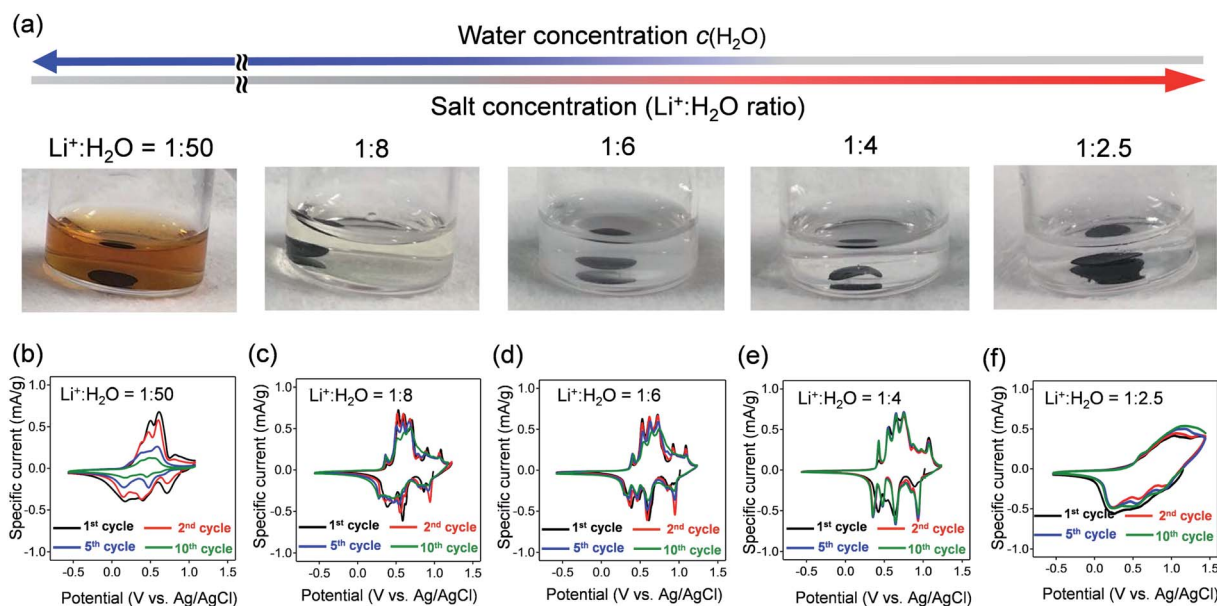 (a)
Water concentration c(H₂O)
Salt concentration (Li⁺:H₂O ratio)
Li⁺:H₂O = 1:50
1:8
1:6
1:4
1:2.5
(b)
Li⁺:H₂O = 1:50
Specific current (mA/g)
1.0
0.5
0.0
-0.5
-1.0
1st cycle 2nd cycle
5th cycle 10th cycle
-0.5 0.0 0.5 1.0 1.5
Potential (V vs. Ag/AgCl)
(c)
Li⁺:H₂O = 1:8
Specific current (mA/g)
1.0
0.5
0.0
-0.5
-1.0
1st cycle 2nd cycle
5th cycle 10th cycle
-0.5 0.0 0.5 1.0 1.5
Potential (V vs. Ag/AgCl)
(d)
Li⁺:H₂O = 1:6
Specific current (mA/g)
1.0
0.5
0.0
-0.5
-1.0
1st cycle 2nd cycle
5th cycle 10th cycle
-0.5 0.0 0.5 1.0 1.5
Potential (V vs. Ag/AgCl)
(e)
Li⁺:H₂O = 1:4
Specific current (mA/g)
1.0
0.5
0.0
-0.5
-1.0
1st cycle 2nd cycle
5th cycle 10th cycle
-0.5 0.0 0.5 1.0 1.5
Potential (V vs. Ag/AgCl)
(f)
Li⁺:H₂O = 1:2.5
Specific current (mA/g)
1.0
0.5
0.0
-0.5
-1.0
1st cycle 2nd cycle
5th cycle 10th cycle
-0.5 0.0 0.5 1.0 1.5
Potential (V vs. Ag/AgCl)